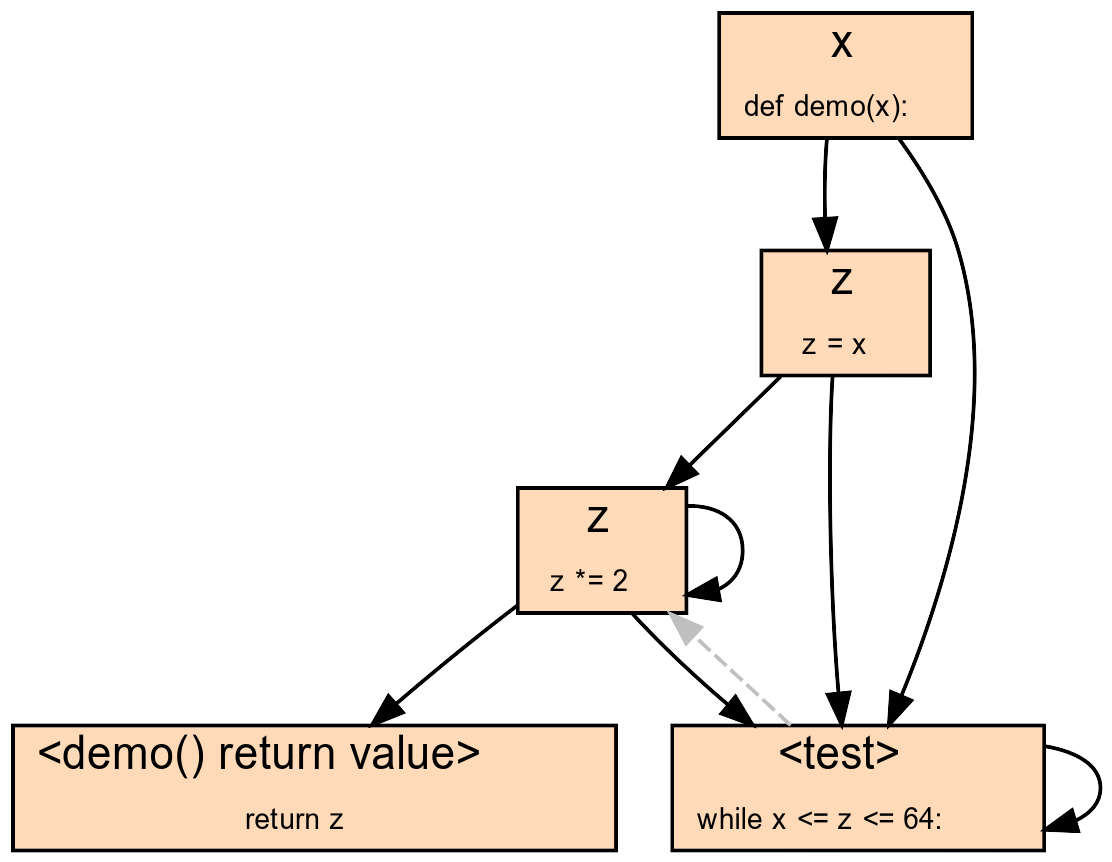 x
def demo(x):
z
z = x
z
z *= 2
<demo() return value>
return z
<test>
while x <= z <= 64: